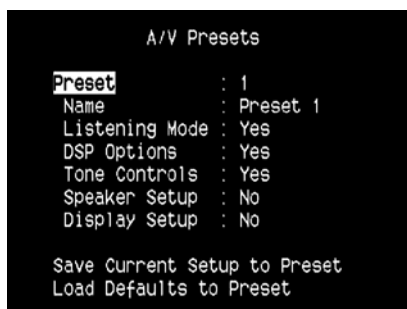 A/V Presets
Preset : 1
Name : Preset 1
Listening Mode : Yes
DSP Options : Yes
Tone Controls : Yes
Speaker Setup : No
Display Setup : No
Save Current Setup to Preset
Load Defaults to Preset